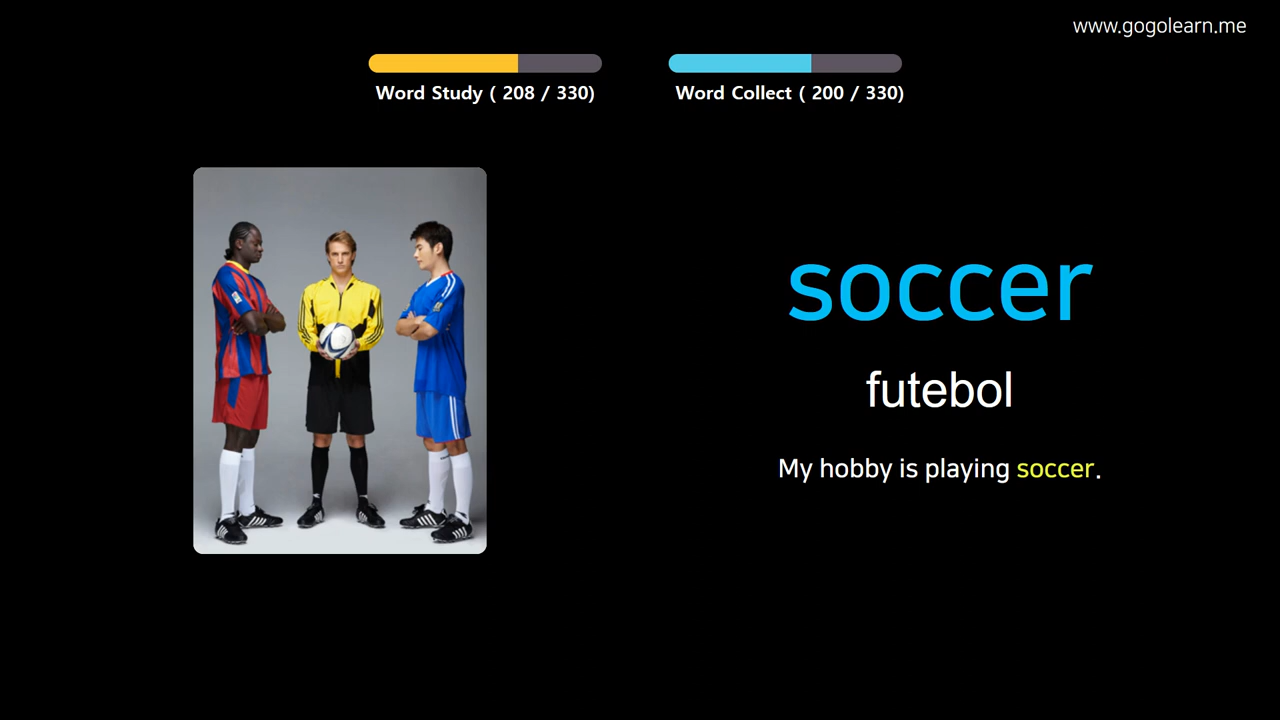 www.gogolearn.me
Word Study ( 208 / 330)
Word Collect ( 200 / 330)
soccer
futebol
My hobby is playing soccer.